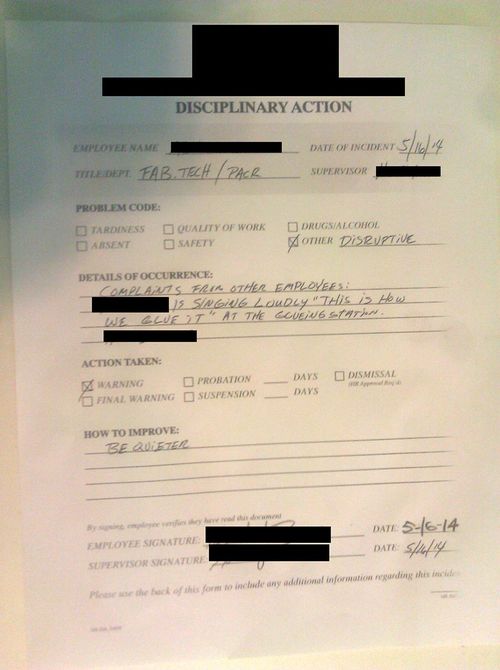 DISCIPLINARY ACTION
EMPLOYEE NAME DATE OF INCIDENT 5/16/14
TITLE/DEPT. FAB.TECH/PACR SUPERVISOR
PROBLEM CODE:
TARDINESS QUALITY OF WORK DRUGS/ALCOHOL
ABSENT SAFETY OTHER DISRUPTIVE
DETAILS OF OCCURRENCE:
COMPLAINTS FROM OTHER EMPLOYEES:
IS SINGING LOUDLY "THIS IS HOW
WE GLUE IT" AT THE GLUEING STATION.
ACTION TAKEN:
WARNING PROBATION DAYS DISMISSAL
(HR Approval Req'd)
FINAL WARNING SUSPENSION DAYS
HOW TO IMPROVE:
BE QUIETER
By signing, employee verifies they have read this document
EMPLOYEE SIGNATURE: DATE: 5-16-14
SUPERVISOR SIGNATURE: DATE: 5/16/14
Please use the back of this form to include any additional information regarding this incide